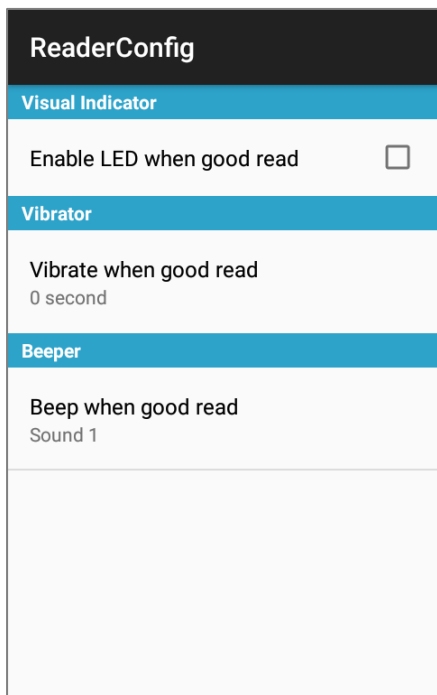 ReaderConfig
Visual Indicator
Enable LED when good read
Vibrator
Vibrate when good read
0 second
Beeper
Beep when good read
Sound 1